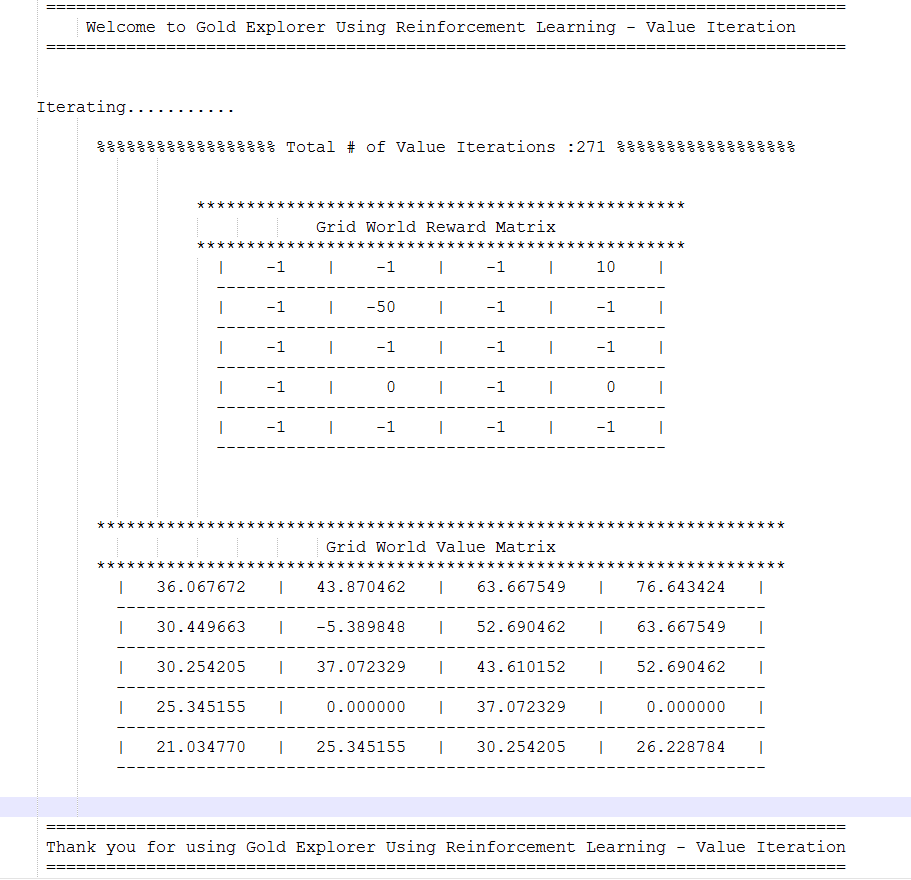 ================================================================================
Welcome to Gold Explorer Using Reinforcement Learning - Value Iteration
================================================================================
Iterating...........
%%%%%%%%%%%%%%%%%% Total # of Value Iterations :271 %%%%%%%%%%%%%%%%%%
*************************************************
Grid World Reward Matrix
*************************************************
| -1 | -1 | -1 | 10 |
---------------------------------------------
| -1 | -50 | -1 | -1 |
---------------------------------------------
| -1 | -1 | -1 | -1 |
---------------------------------------------
| -1 | 0 | -1 | 0 |
---------------------------------------------
| -1 | -1 | -1 | -1 |
---------------------------------------------
*********************************************************************
Grid World Value Matrix
*********************************************************************
| 36.067672 | 43.870462 | 63.667549 | 76.643424 |
-----------------------------------------------------------------
| 30.449663 | -5.389848 | 52.690462 | 63.667549 |
-----------------------------------------------------------------
| 30.254205 | 37.072329 | 43.610152 | 52.690462 |
-----------------------------------------------------------------
| 25.345155 | 0.000000 | 37.072329 | 0.000000 |
-----------------------------------------------------------------
| 21.034770 | 25.345155 | 30.254205 | 26.228784 |
-----------------------------------------------------------------
================================================================================
Thank you for using Gold Explorer Using Reinforcement Learning - Value Iteration
================================================================================